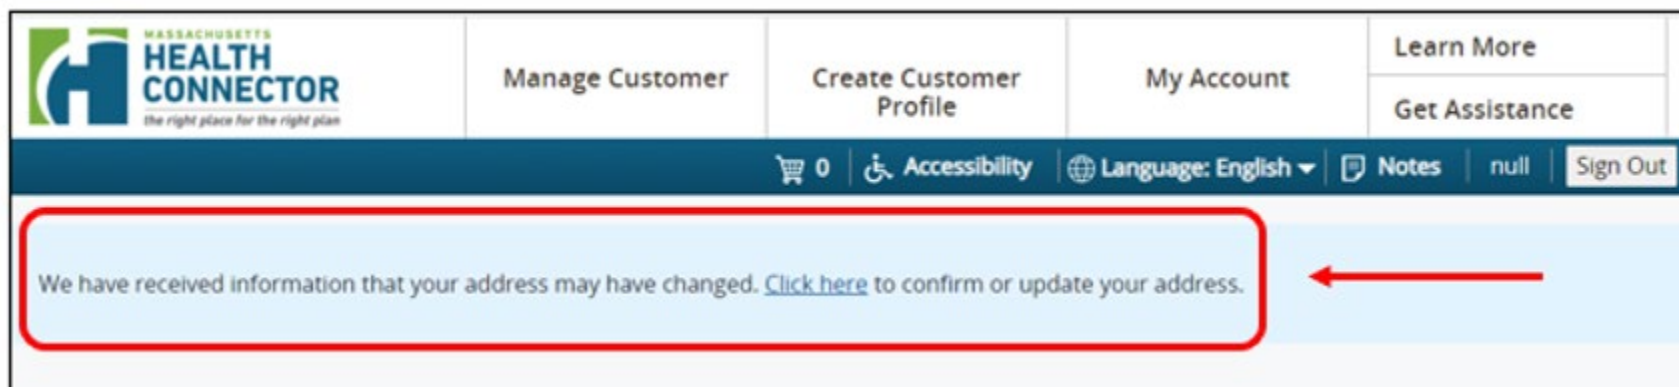 MASSACHUSETTS
HEALTH
CONNECTOR
the right place for the right plan
Manage Customer
Create Customer
Profile
My Account
Learn More
Get Assistance
0 Accessibility Language: English Notes null Sign Out
We have received information that your address may have changed. Click here to confirm or update your address.